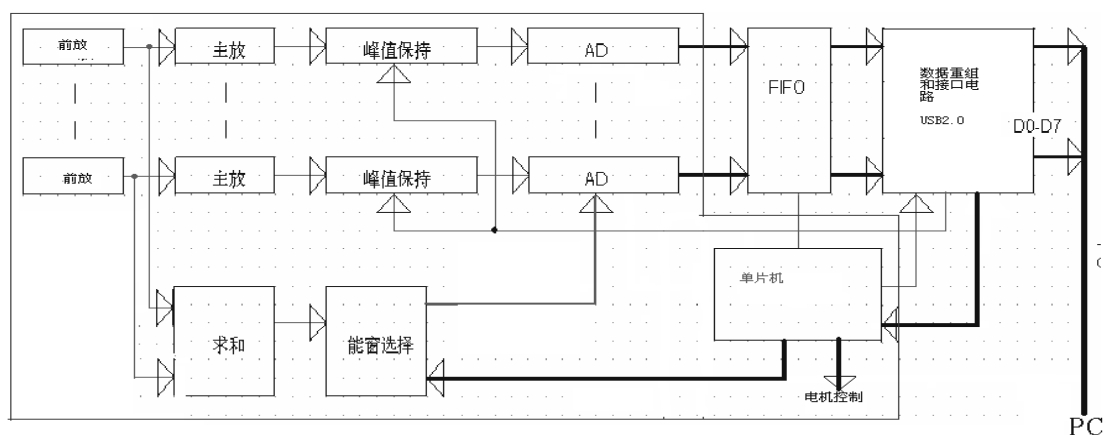 前放
主放
峰值保持
AD
FIFO
数据重组
和接口电
路
USB2.0
D0-D7
前放
主放
峰值保持
AD
单片机
求和
能窗选择
电机控制
PC